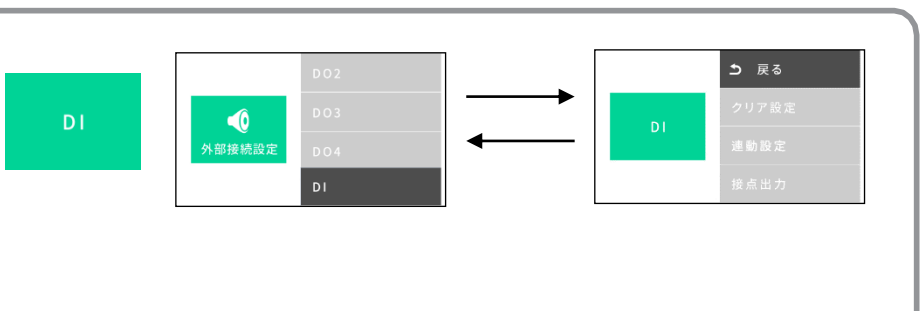 DI
外部接続設定
DO2
DO3
DO4
DI
DI
戻る
クリア設定
連動設定
接点出力